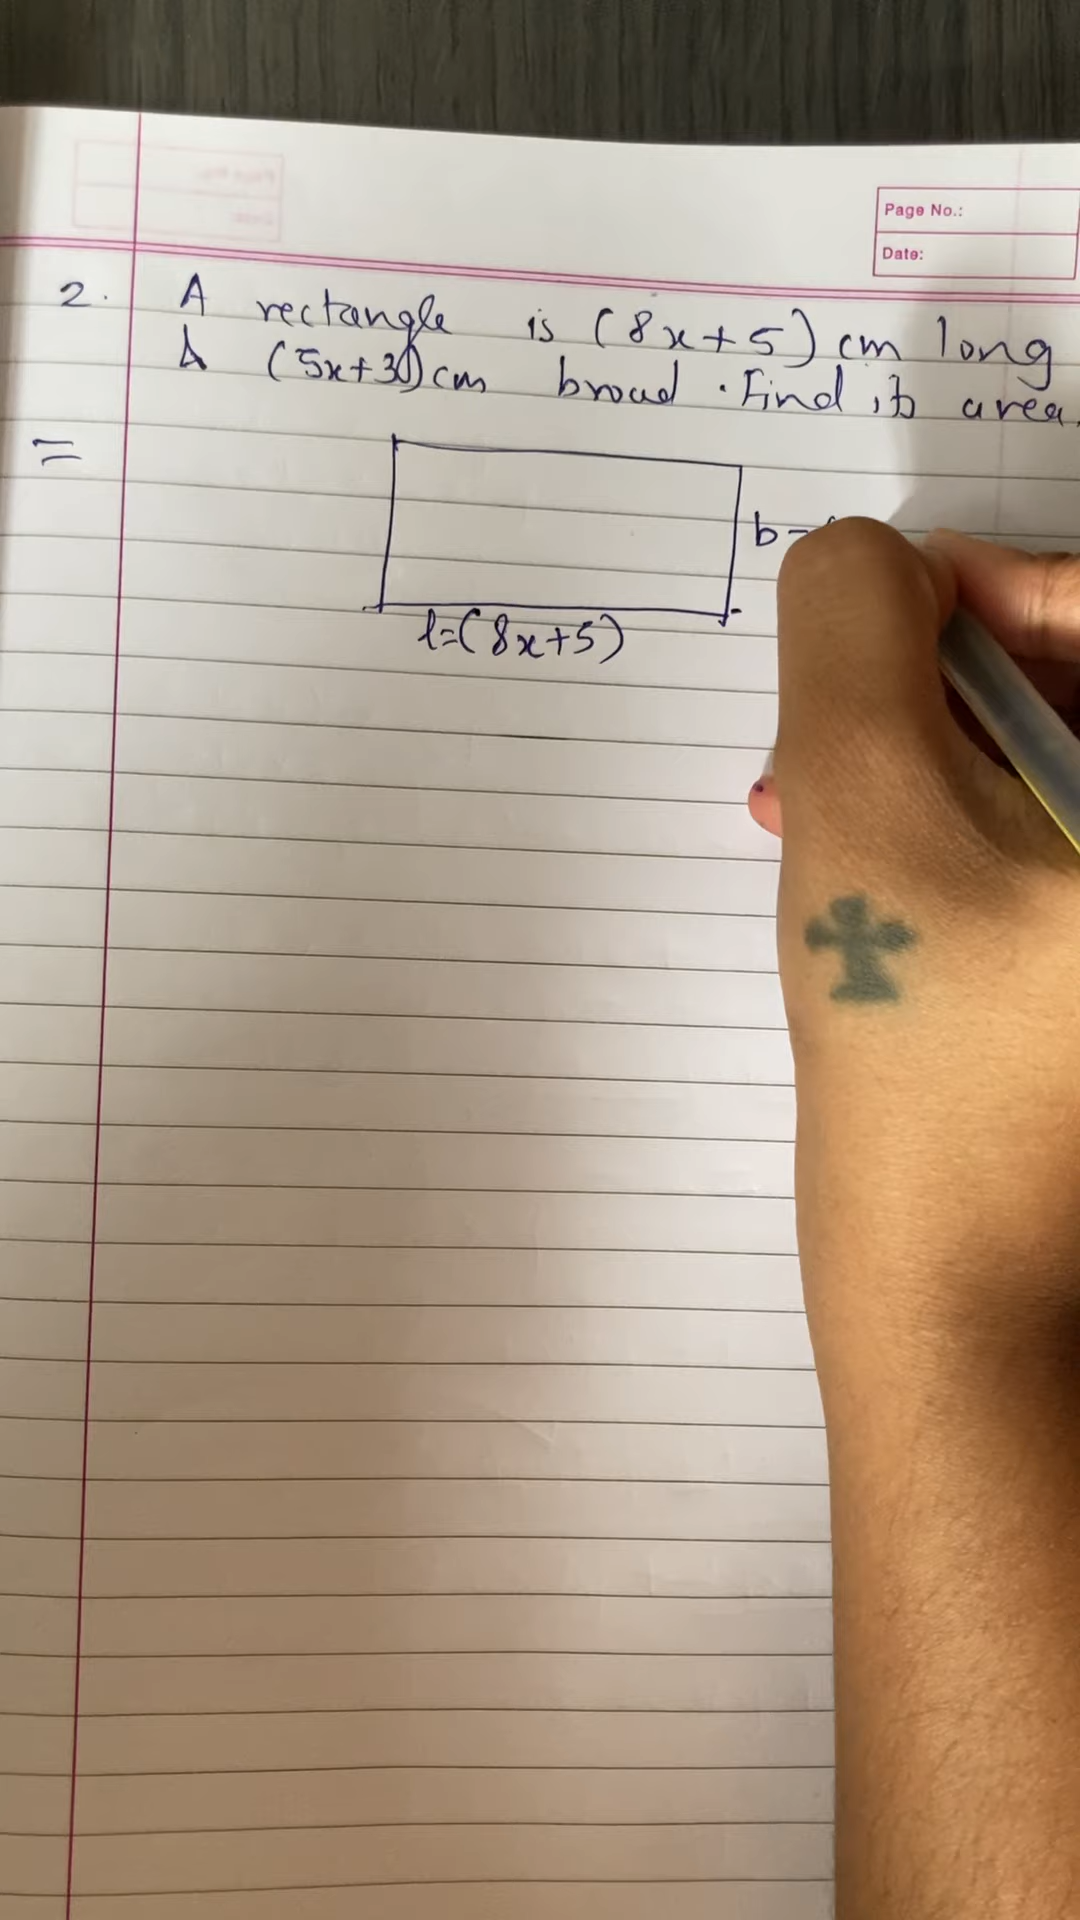 Page No.:
Date:
2. A rectangle is (8x+5) cm long
& (5x+3) cm broad. Find its area.
=
b=
l=(8x+5)